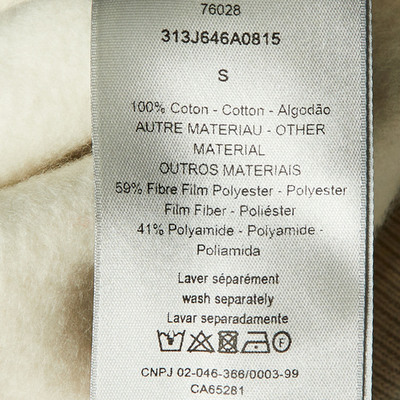 76028
313J646A0815
S
100% Coton - Cotton - Algodão
AUTRE MATERIAU - OTHER
MATERIAL
OUTROS MATERIAIS
59% Fibre Film Polyester - Polyester
Film Fiber - Poliéster
41% Polyamide - Polyamide -
Poliamida
Laver séparément
wash separately
Lavar separadamente
F
CNPJ 02-046-366/0003-99
CA65281